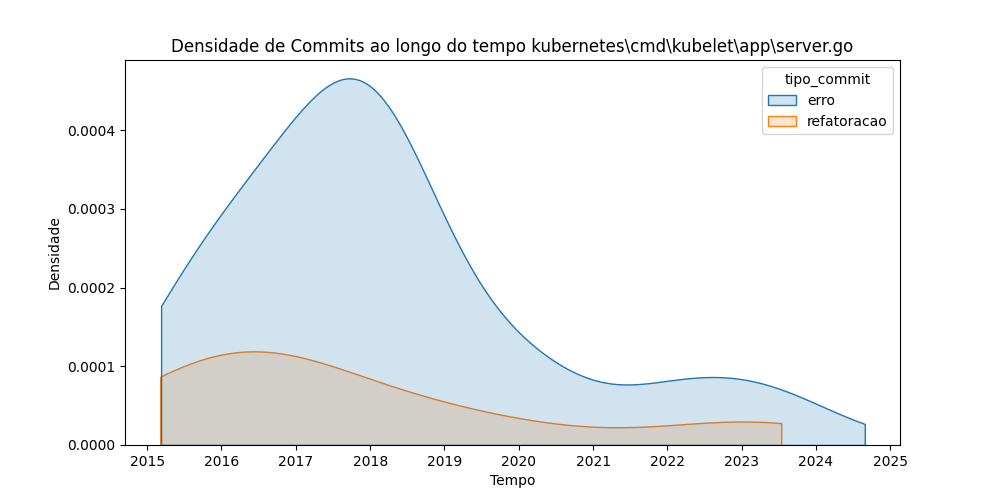 Densidade de Commits ao longo do tempo kubernetes\cmd\kubelet\app\server.go
tipo_commit
erro
refatoracao
Densidade
0.0004
0.0003
0.0002
0.0001
0.0000
2015 2016 2017 2018 2019 2020 2021 2022 2023 2024 2025
Tempo